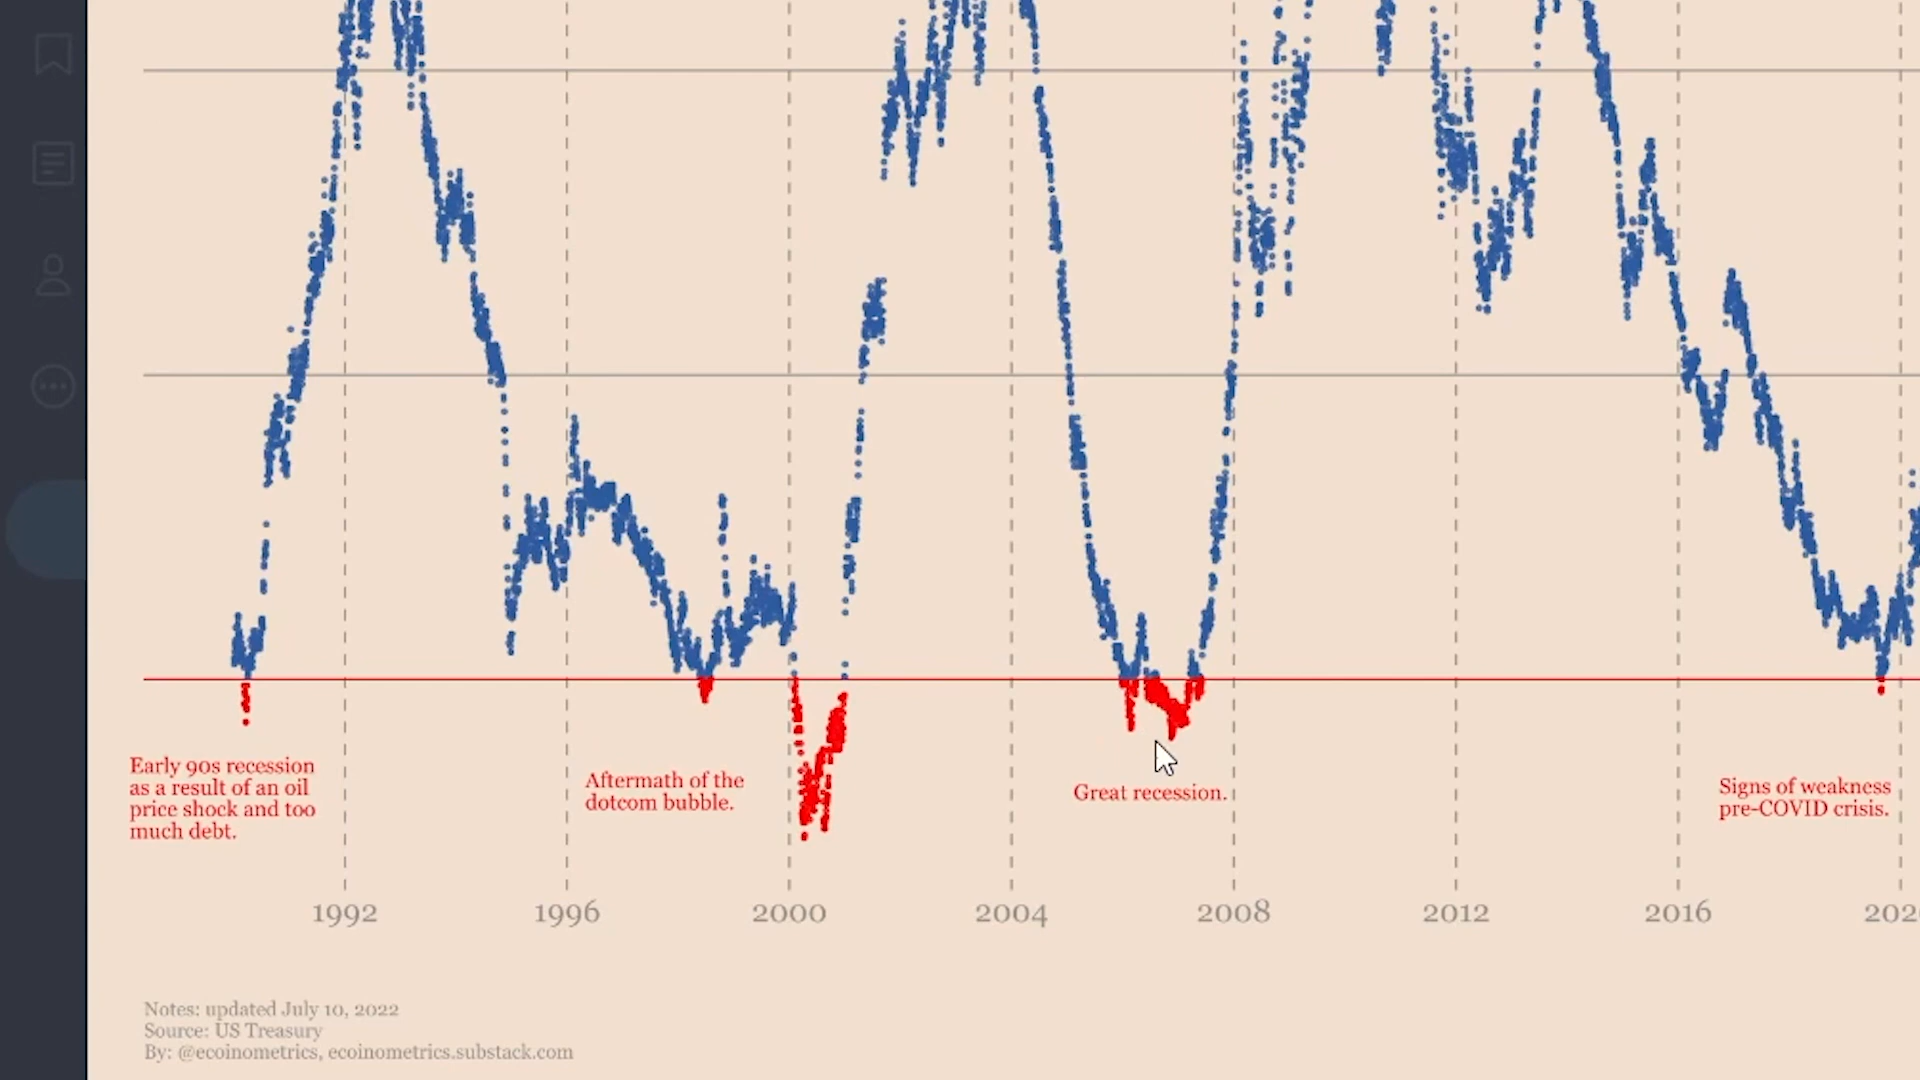 Early 90s recession
as a result of an oil
price shock and too
much debt.
Aftermath of the
dotcom bubble.
Great recession.
Signs of weakness
pre-COVID crisis.
1992 1996 2000 2004 2008 2012 2016
Notes: updated July 10, 2022
Source: US Treasury
By: @ecoinometrics, ecoinometrics.substack.com